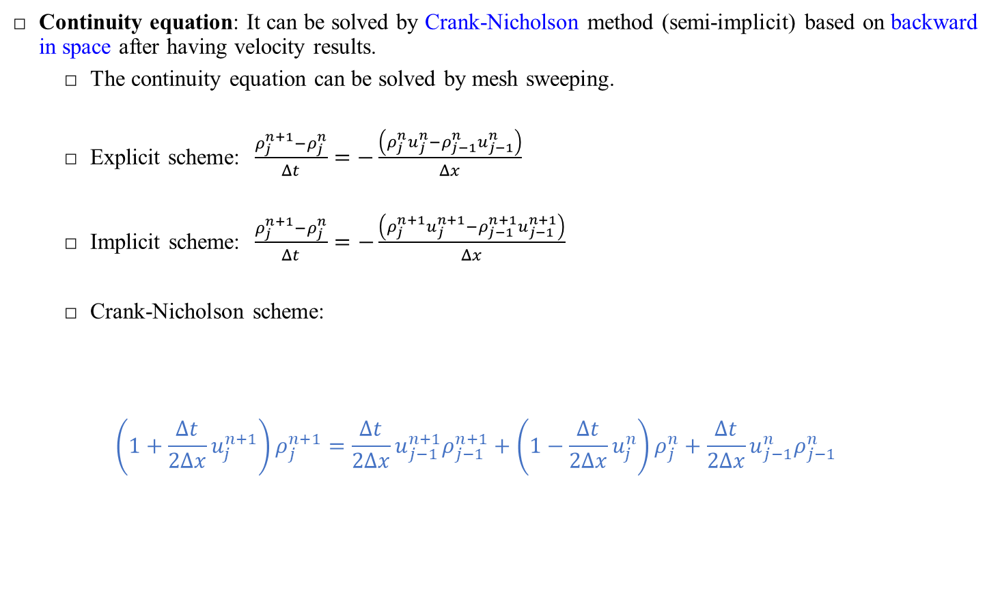 □ Continuity equation: It can be solved by Crank-Nicholson method (semi-implicit) based on backward
in space after having velocity results.
□ The continuity equation can be solved by mesh sweeping.
□ Explicit scheme: $\frac{\rho_j^{n+1}-\rho_j^n}{\Delta t} = -\frac{\left(\rho_j^n u_j^n-\rho_{j-1}^n u_{j-1}^n\right)}{\Delta x}$
□ Implicit scheme: $\frac{\rho_j^{n+1}-\rho_j^n}{\Delta t} = -\frac{\left(\rho_j^{n+1} u_j^{n+1}-\rho_{j-1}^{n+1} u_{j-1}^{n+1}\right)}{\Delta x}$
□ Crank-Nicholson scheme:
$\left(1+\frac{\Delta t}{2\Delta x}u_j^{n+1}\right)\rho_j^{n+1} = \frac{\Delta t}{2\Delta x}u_{j-1}^{n+1}\rho_{j-1}^{n+1} + \left(1-\frac{\Delta t}{2\Delta x}u_j^n\right)\rho_j^n + \frac{\Delta t}{2\Delta x}u_{j-1}^n\rho_{j-1}^n$